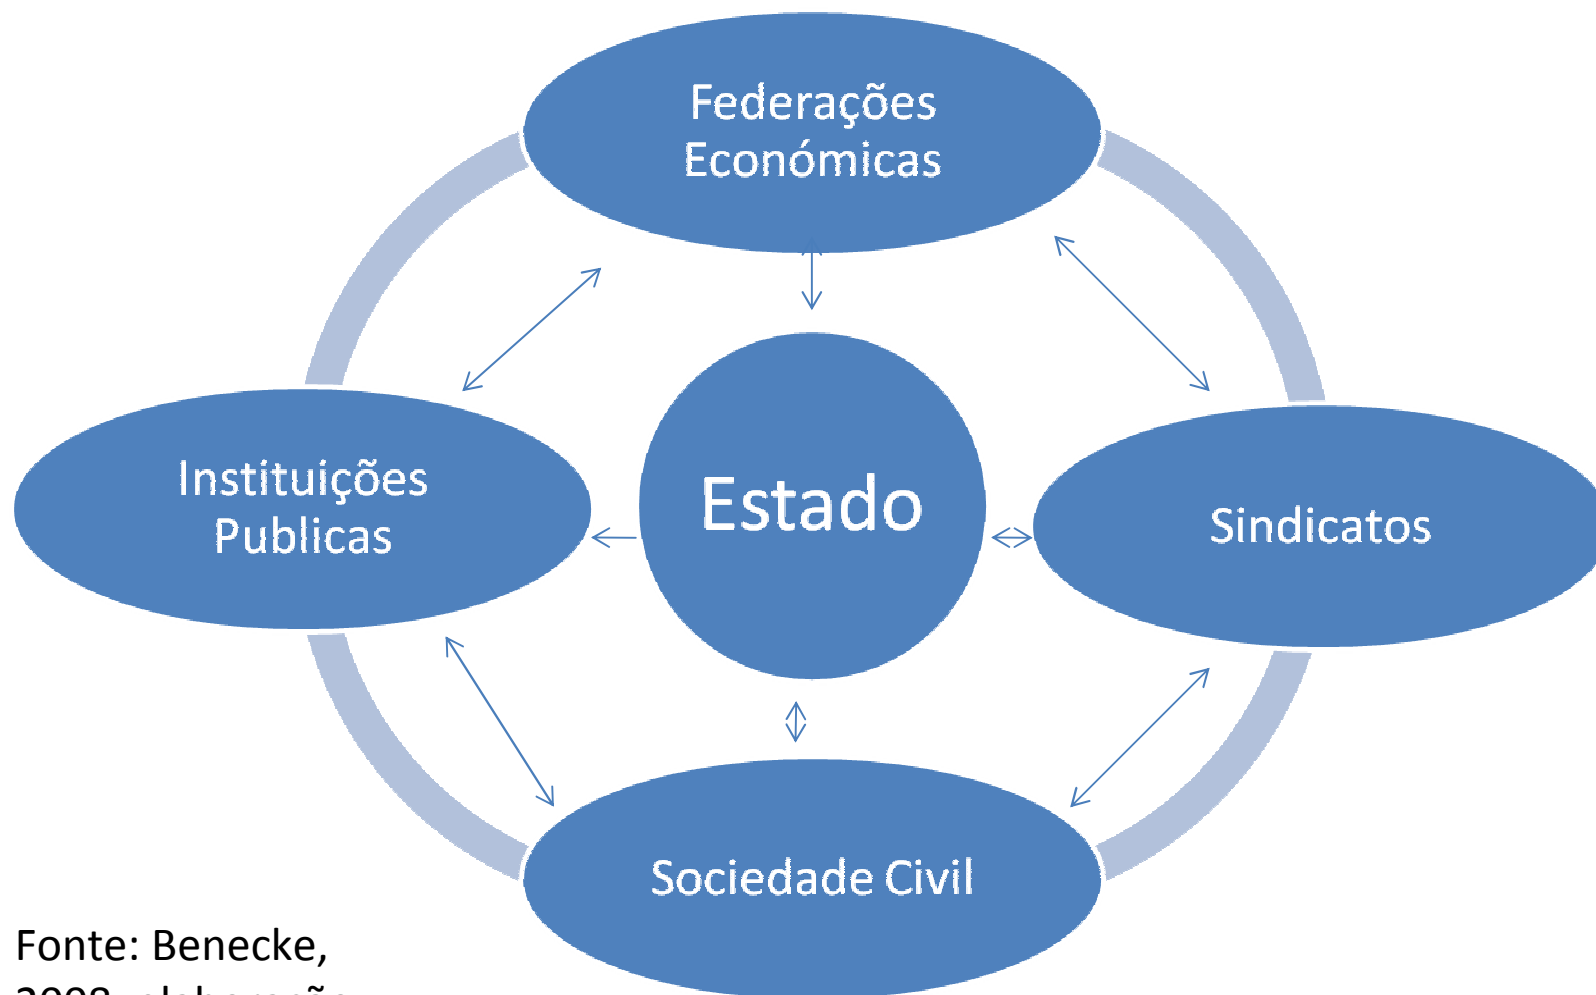 Federações
Económicas
Instituições
Publicas
Estado
Sindicatos
Sociedade Civil
Fonte: Benecke,